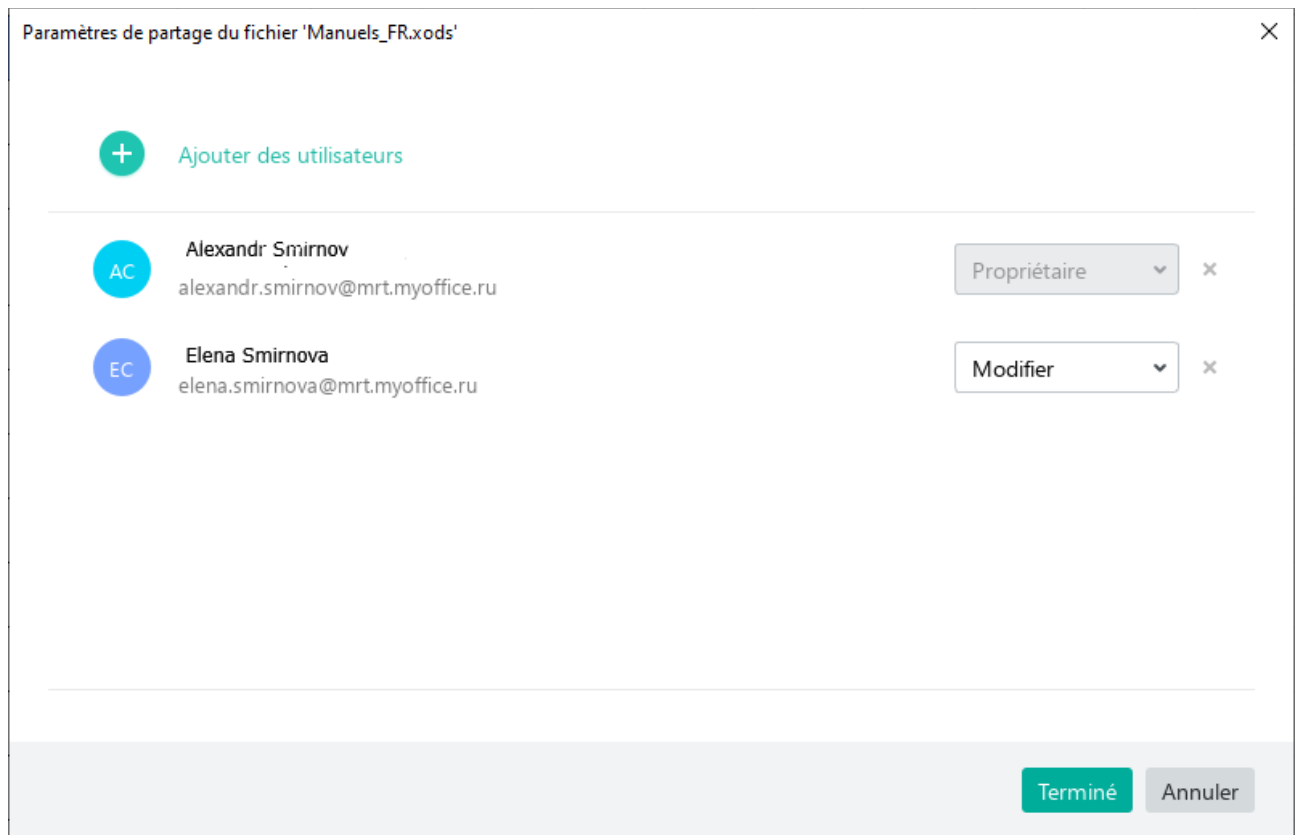 Paramètres de partage du fichier 'Manuels_FR.xods'
Ajouter des utilisateurs
AC
Alexandr Smirnov
alexandr.smirnov@mrt.myoffice.ru
Propriétaire
EC
Elena Smirnova
elena.smirnova@mrt.myoffice.ru
Modifier
Terminé
Annuler